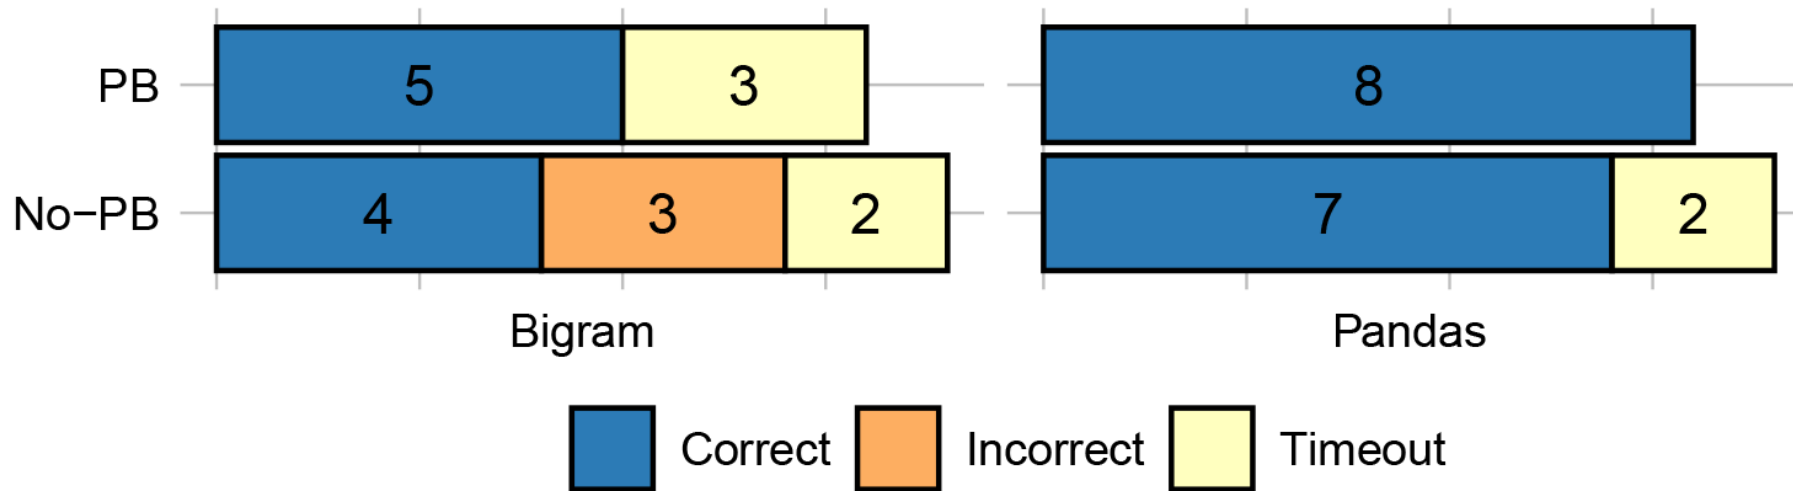 PB 5 3 8
No−PB 4 3 2 7 2
Bigram Pandas
Correct Incorrect Timeout